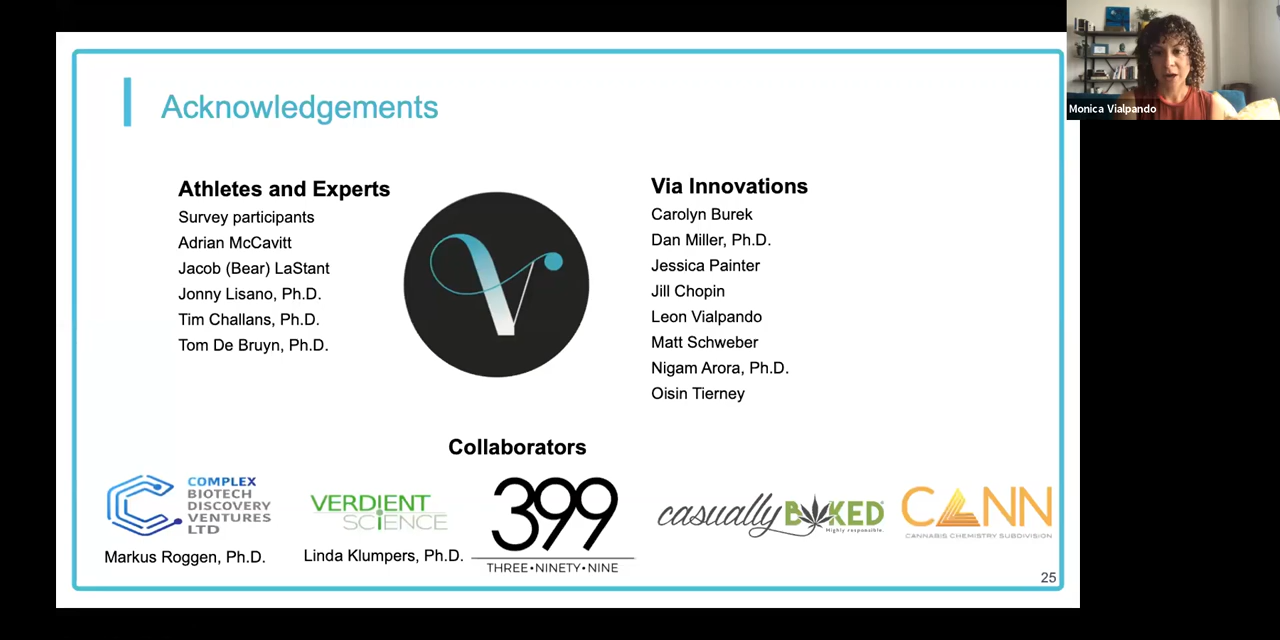 Acknowledgements
Monica Vialpando
Athletes and Experts
Survey participants
Adrian McCavitt
Jacob (Bear) LaStant
Jonny Lisano, Ph.D.
Tim Challans, Ph.D.
Tom De Bruyn, Ph.D.
V
Via Innovations
Carolyn Burek
Dan Miller, Ph.D.
Jessica Painter
Jill Chopin
Leon Vialpando
Matt Schweber
Nigam Arora, Ph.D.
Oisin Tierney
Collaborators
COMPLEX
BIOTECH
DISCOVERY
VENTURES
LTD
Markus Roggen, Ph.D.
VERDIENT
SCIENCE
Linda Klumpers, Ph.D.
399
THREE•NINETY•NINE
casually BAKED
Highly responsible.
CANN
CANNABIS CHEMISTRY SUBDIVISION
25